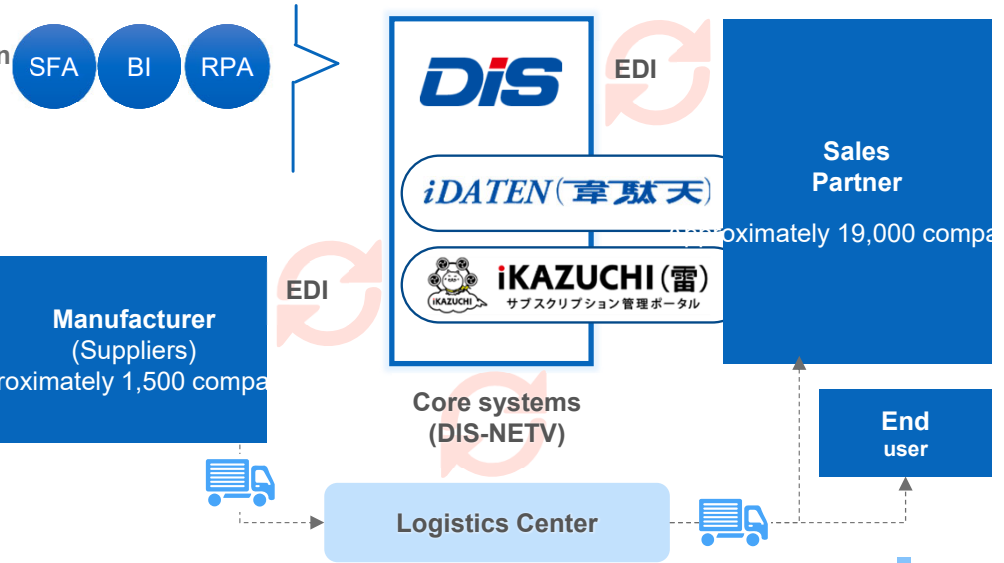 n
SFA
BI
RPA
DiS
EDI
iDATEN(韋駄天)
iKAZUCHI
iKAZUCHI(雷)
サブスクリプション管理ポータル
Sales
Partner
Approximately 19,000 compa
EDI
Manufacturer
(Suppliers)
roximately 1,500 compa
Core systems
(DIS-NETV)
End
user
Logistics Center